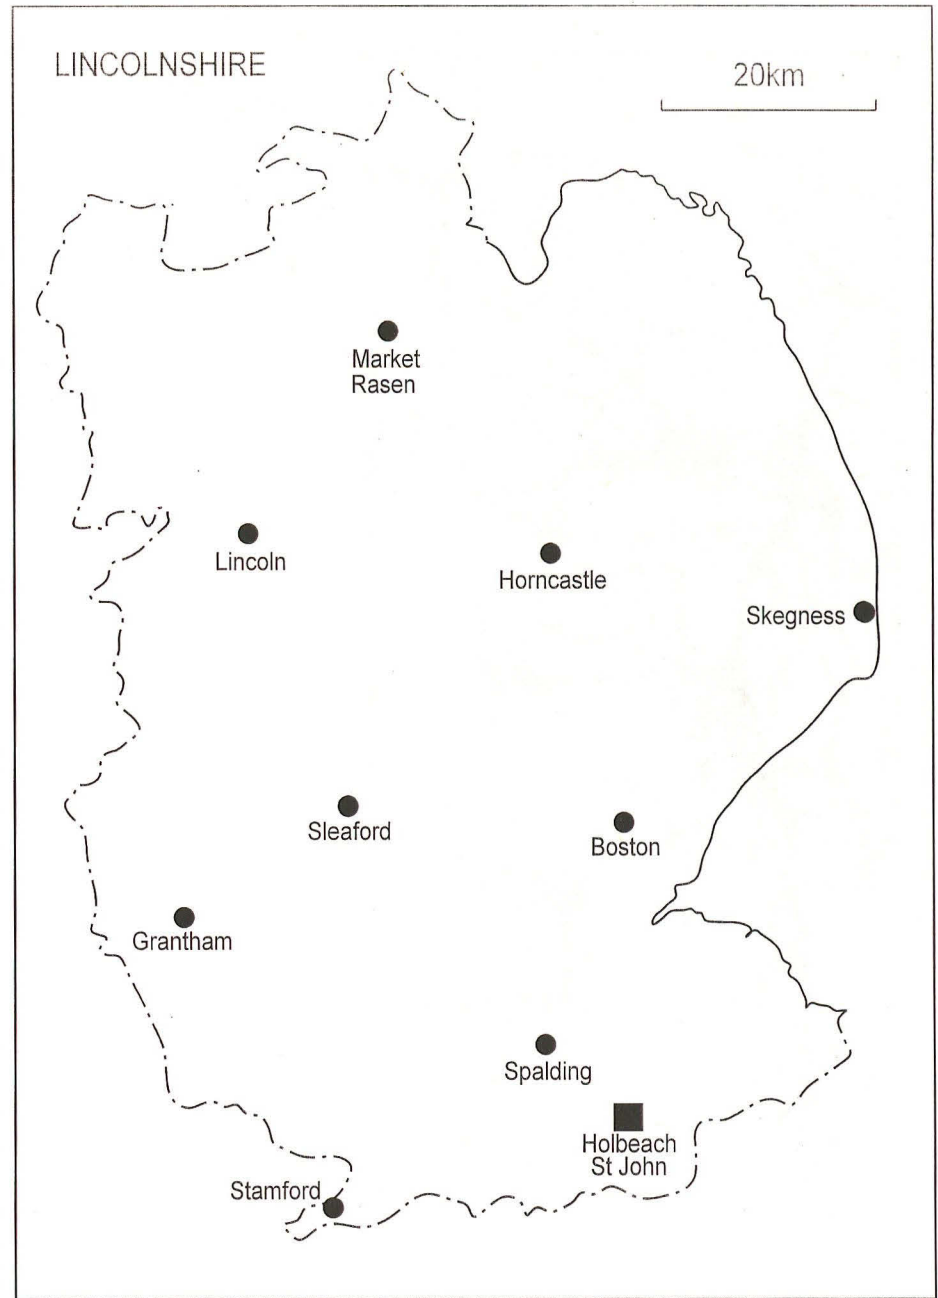 LINCOLNSHIRE
20km
Market
Rasen
Lincoln
Horncastle
Skegness
Sleaford
Boston
Grantham
Spalding
Holbeach
St John
Stamford